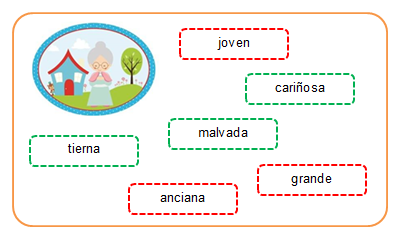 joven
cariñosa
malvada
tierna
grande
anciana